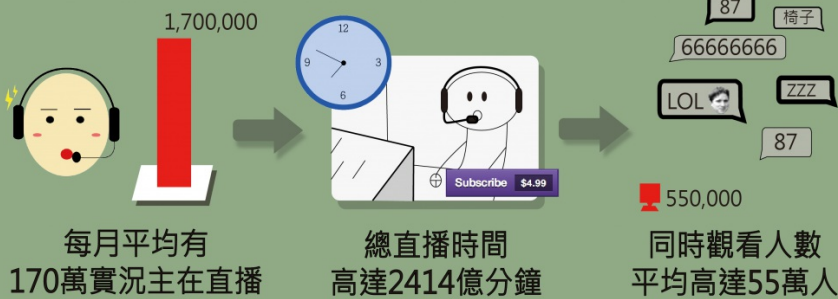 1,700,000
每月平均有
170萬實況主在直播
12
9
3
6
Subscribe $4.99
總直播時間
高達2414億分鐘
87
椅子
66666666
LOL
ZZZ
87
550,000
同時觀看人數
平均高達55萬人